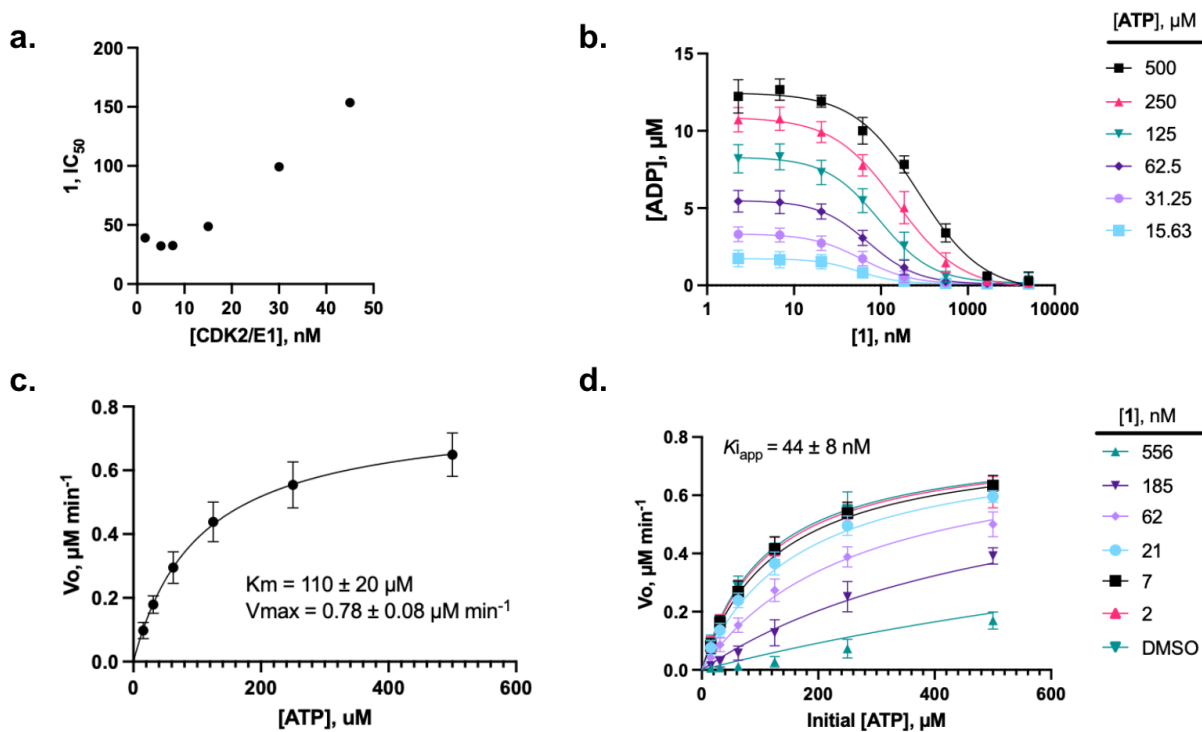 a.
200
150
100
50
0
1, IC50
0
10
20
30
40
50
[CDK2/E1], nM
b.
15
10
5
0
[ADP], µM
1
10
100
1000
10000
[1], nM
[ATP], µM
500
250
125
62.5
31.25
15.63
c.
0.8
0.6
0.4
0.2
0.0
Vo, µM min-1
Km = 110 ± 20 µM
Vmax = 0.78 ± 0.08 µM min-1
0
200
400
600
[ATP], uM
d.
0.8
0.6
0.4
0.2
0.0
Vo, µM min-1
Kiapp = 44 ± 8 nM
0
200
400
600
Initial [ATP], µM
[1], nM
556
185
62
21
7
2
DMSO